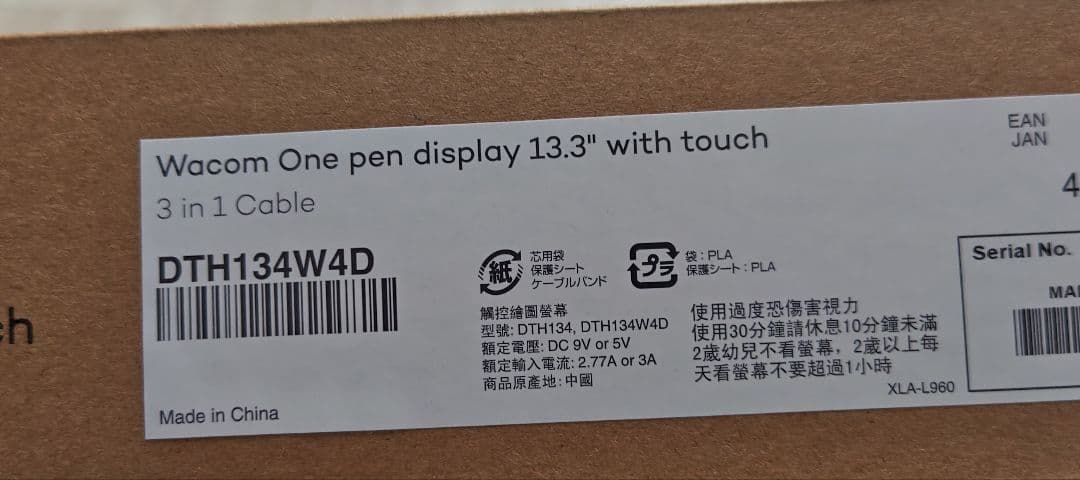 Wacom One pen display 13.3" with touch
3 in 1 Cable
DTH134W4D
Made in China
紙
芯用袋
保護シート
ケーブルバンド
プラ
袋：PLA
保護シート：PLA
觸控繪圖螢幕
型號: DTH134, DTH134W4D
額定電壓: DC 9V or 5V
額定輸入電流: 2.77A or 3A
商品原產地: 中國
使用過度恐傷害視力
使用30分鐘請休息10分鐘未滿
2歲幼兒不看螢幕，2歲以上每
天看螢幕不要超過1小時
XLA-L960
EAN
JAN
4
Serial No.